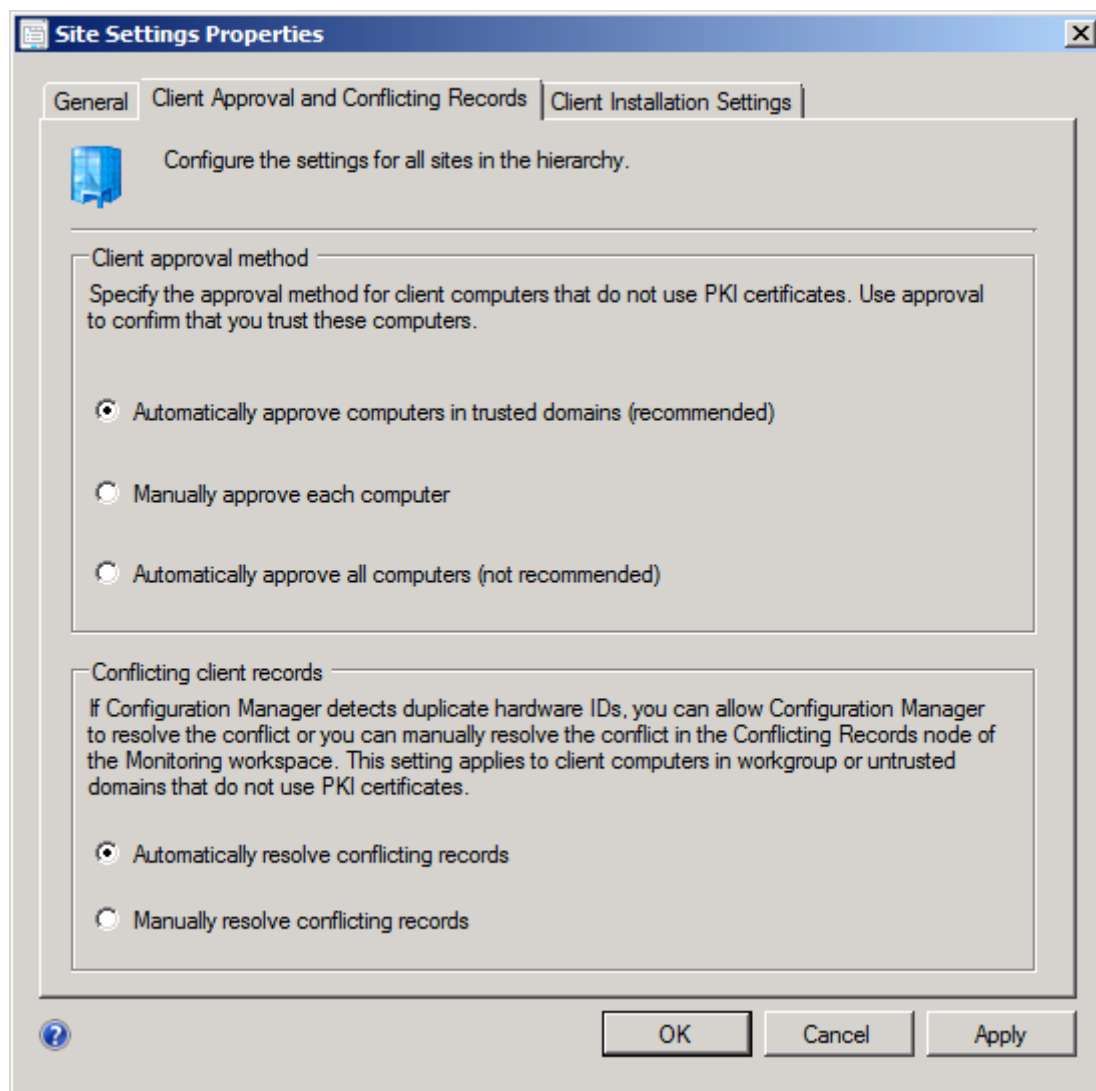 Site Settings Properties
General
Client Approval and Conflicting Records
Client Installation Settings
Configure the settings for all sites in the hierarchy.
Client approval method
Specify the approval method for client computers that do not use PKI certificates. Use approval
to confirm that you trust these computers.
Automatically approve computers in trusted domains (recommended)
Manually approve each computer
Automatically approve all computers (not recommended)
Conflicting client records
If Configuration Manager detects duplicate hardware IDs, you can allow Configuration Manager
to resolve the conflict or you can manually resolve the conflict in the Conflicting Records node of
the Monitoring workspace. This setting applies to client computers in workgroup or untrusted
domains that do not use PKI certificates.
Automatically resolve conflicting records
Manually resolve conflicting records
OK
Cancel
Apply